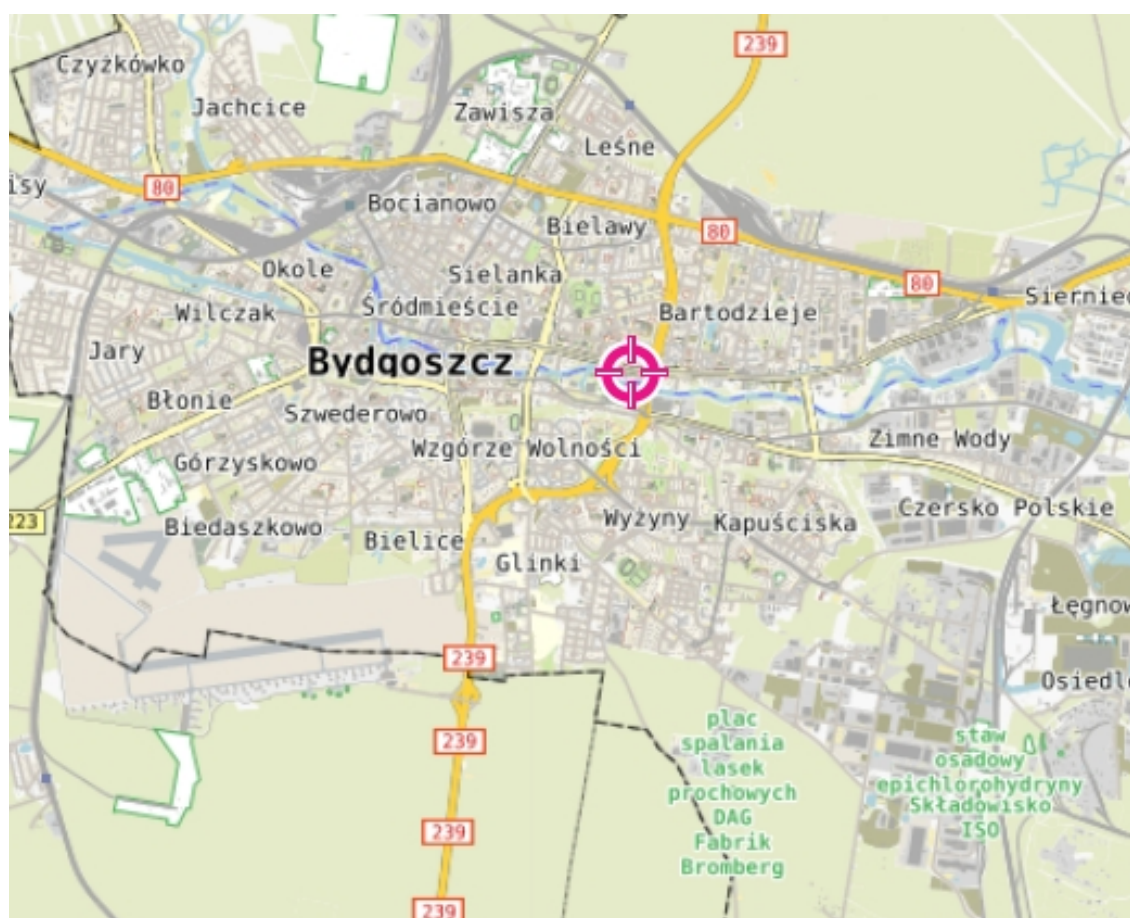 239
Czyżkówko
Zawisza
Jachcice
Leśne
isy
80
Bocianowo
Bielawy
80
Okole
Sielanka
80
Sierniec
Wilczak
Śródmieście
Bartodzieje
Jary
Bydgoszcz
Błonie
Szwederowo
Górzyskowo
Wzgórze Wolności
Zimne Wody
223
Biedaszkowo
Bielice
Wyżyny
Kapuściska
Czersko Polskie
Glinki
Łęgnow
239
Osiedle
239
plac
spalania
lasek
prochowych
DAG
Fabrik
Bromberg
staw
osadowy
epichlorohydryny
Składowisko
ISO
239
239